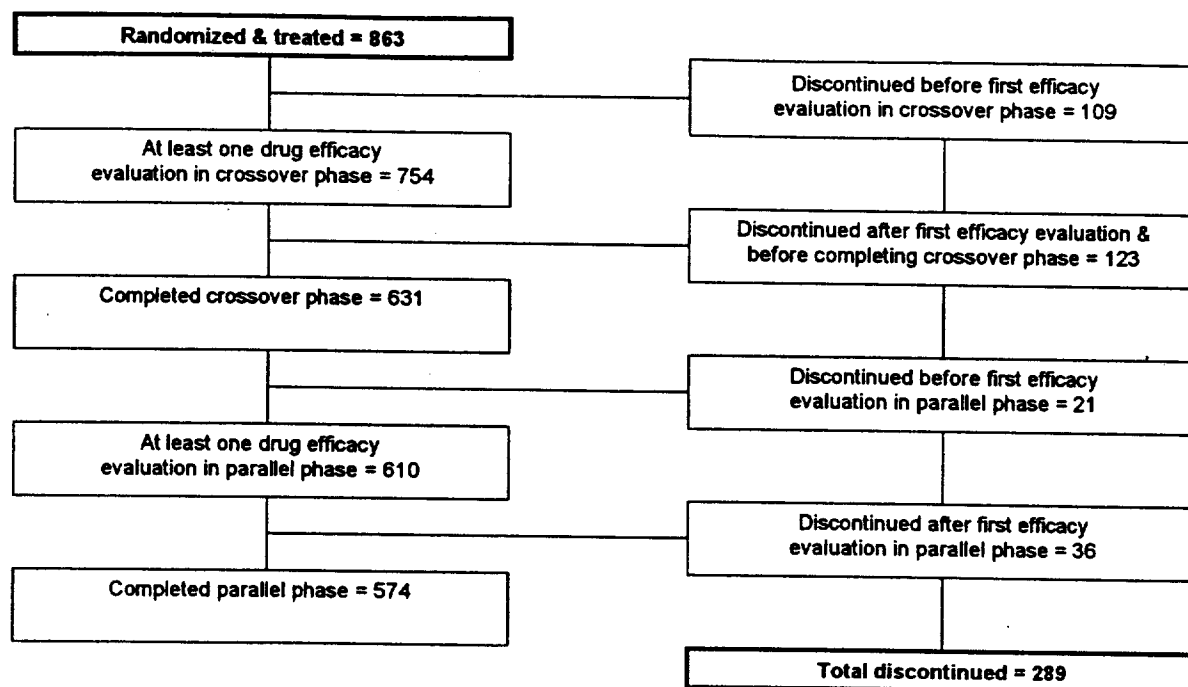 Randomized & treated = 863
Discontinued before first efficacy
evaluation in crossover phase = 109
At least one drug efficacy
evaluation in crossover phase = 754
Discontinued after first efficacy evaluation &
before completing crossover phase = 123
Completed crossover phase = 631
Discontinued before first efficacy
evaluation in parallel phase = 21
At least one drug efficacy
evaluation in parallel phase = 610
Discontinued after first efficacy
evaluation in parallel phase = 36
Completed parallel phase = 574
Total discontinued = 289